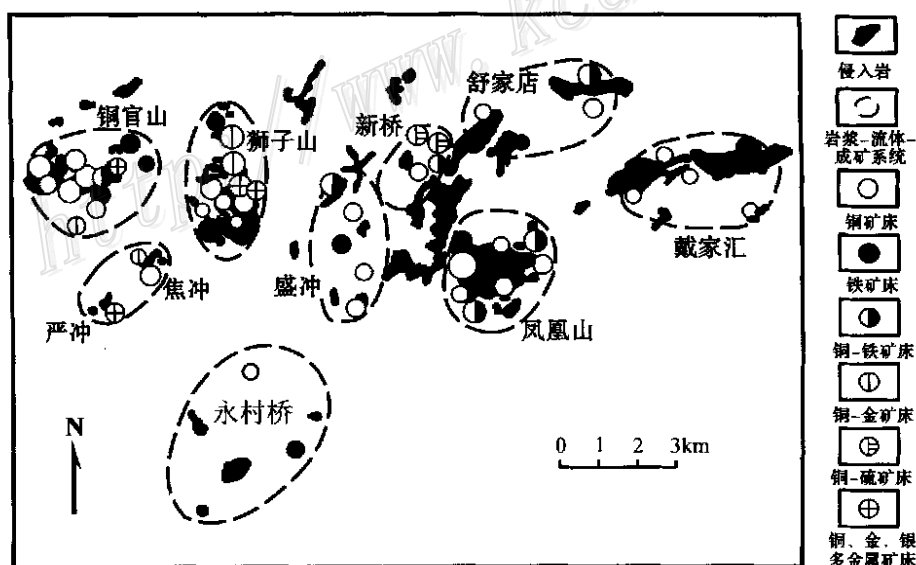 http://www.kc
铜官山
狮子山
新桥
舒家店
戴家汇
焦冲
严冲
盛冲
凤凰山
永村桥
N
0 1 2 3km
侵入岩
岩浆-流体-
成矿系统
铜矿床
铁矿床
铜-铁矿床
铜-金矿床
铜-硫矿床
铜、金、银
多金属矿床